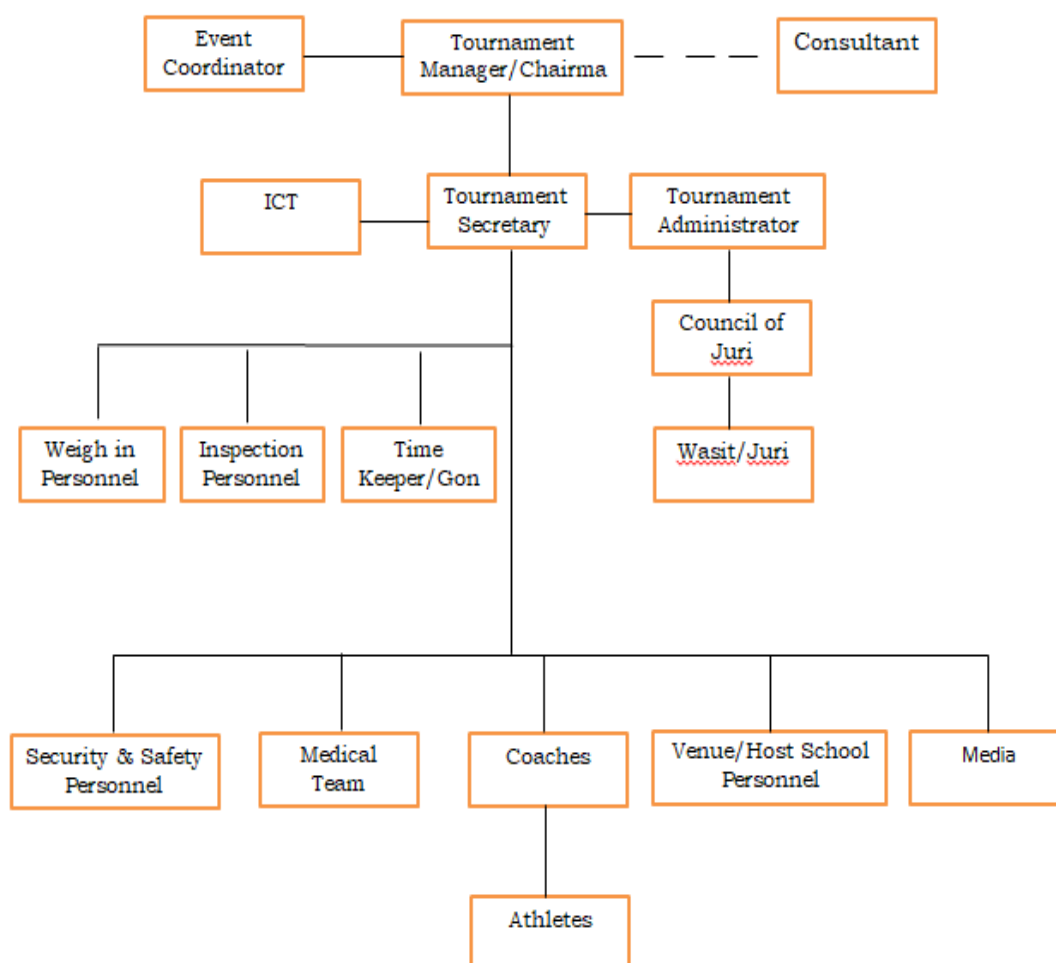 Event
Coordinator
Tournament
Manager/Chairma
Consultant
ICT
Tournament
Secretary
Tournament
Administrator
Council of
Juri
Weigh in
Personnel
Inspection
Personnel
Time
Keeper/Gon
Wasit/Juri
Security & Safety
Personnel
Medical
Team
Coaches
Venue/Host School
Personnel
Media
Athletes